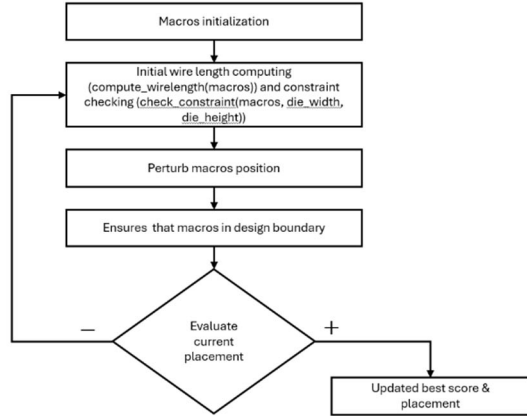 Macros initialization
Initial wire length computing
(compute_wirelength(macros)) and constraint
checking (check_constraint(macros, die_width,
die_height))
Perturb macros position
Ensures that macros in design boundary
Evaluate
current
placement
—
+
Updated best score &
placement